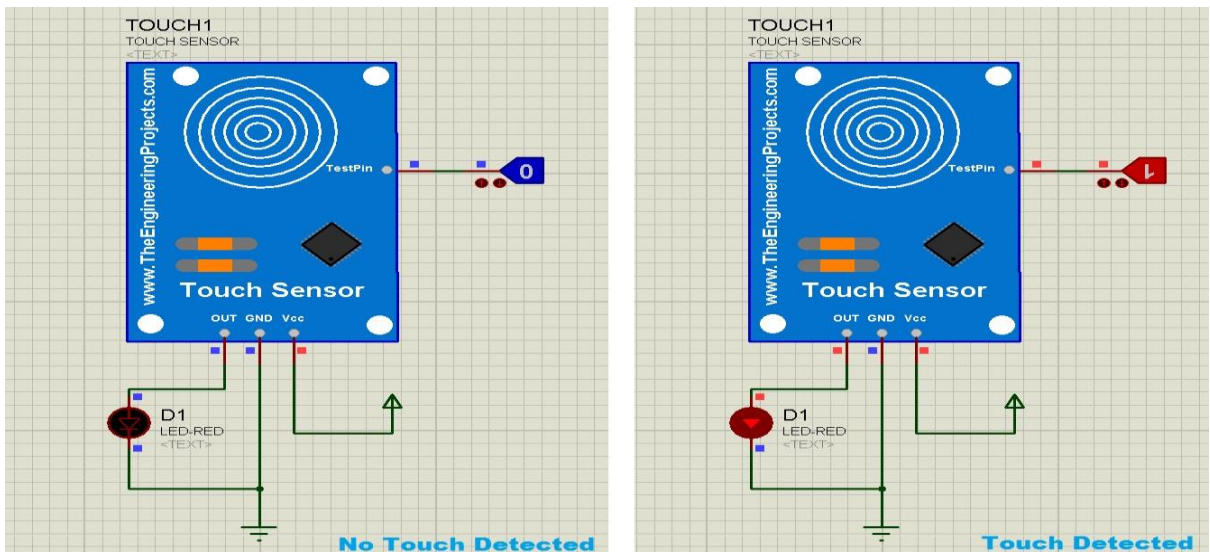 TOUCH1
TOUCH SENSOR
<TEXT>
www.TheEngineeringProjects.com
TestPin
0
Touch Sensor
OUT GND Vcc
D1
LED-RED
<TEXT>
No Touch Detected
TOUCH1
TOUCH SENSOR
<TEXT>
www.TheEngineeringProjects.com
TestPin
1
Touch Sensor
OUT GND Vcc
D1
LED-RED
<TEXT>
Touch Detected